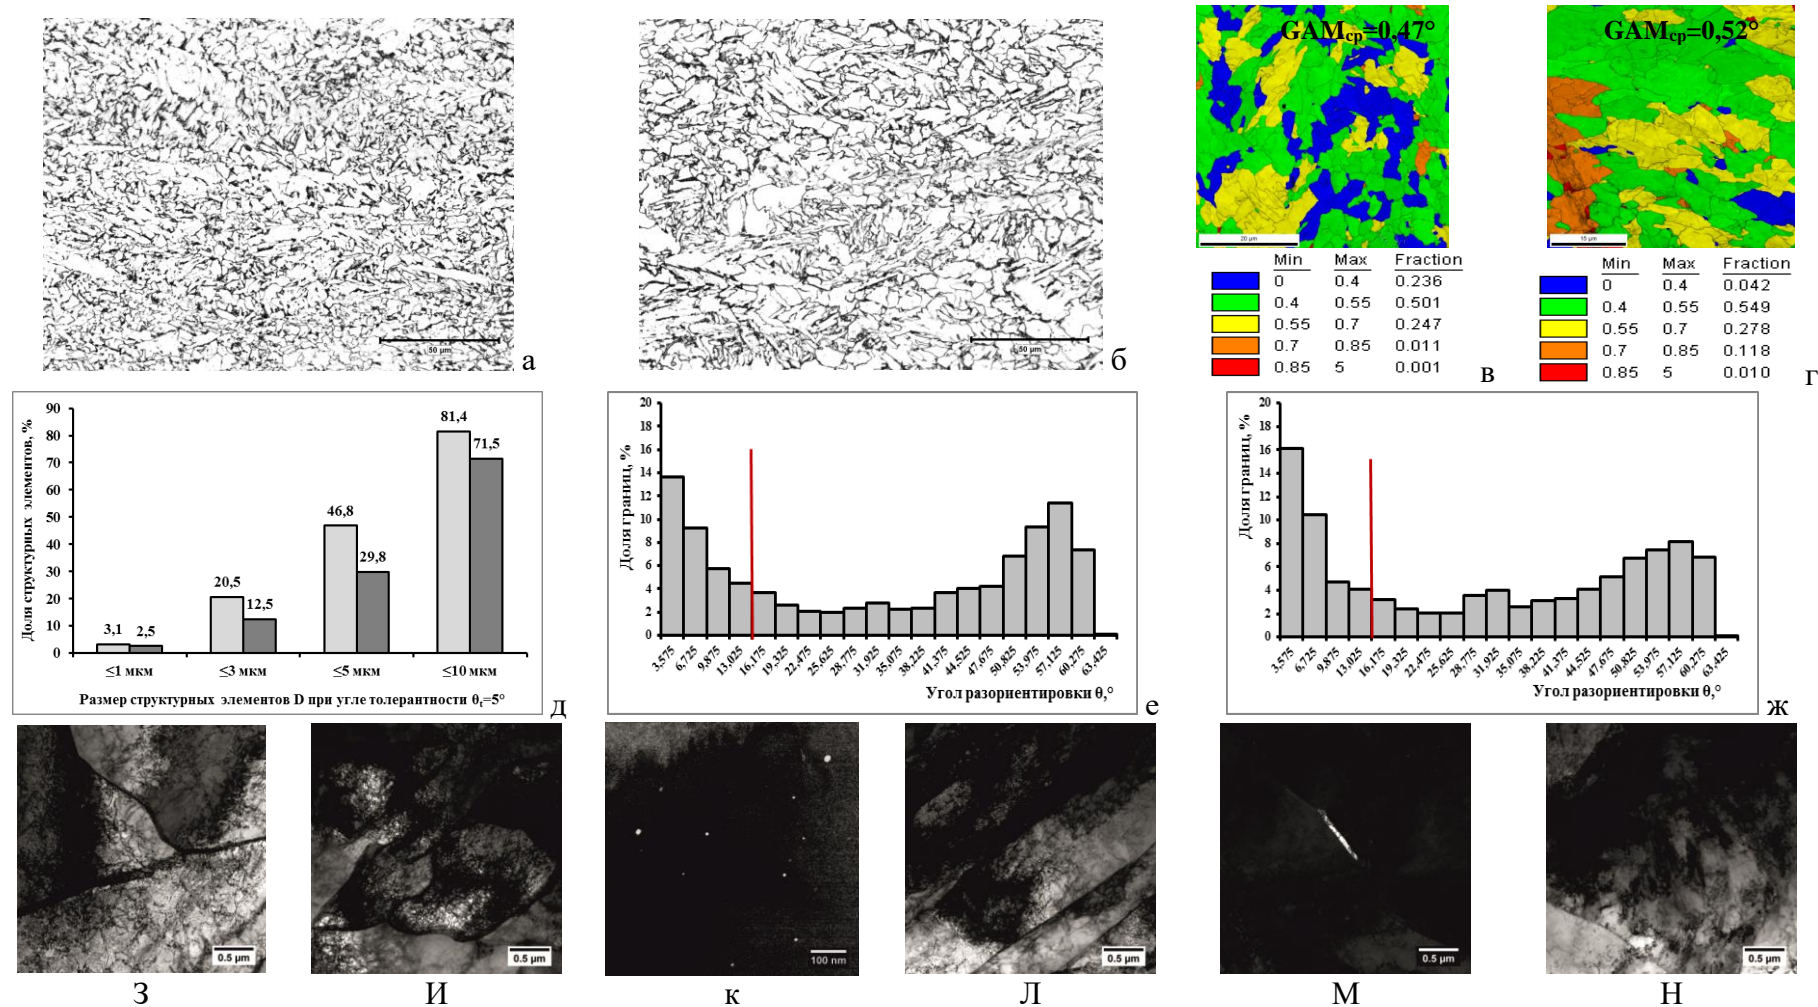 50 µm
а
50 µm
б
GAMср=0,47°
20 µm
Min Max Fraction
0 0.4 0.236
0.4 0.55 0.501
0.55 0.7 0.247
0.7 0.85 0.011
0.85 5 0.001
в
GAMср=0,52°
15 µm
Min Max Fraction
0 0.4 0.042
0.4 0.55 0.549
0.55 0.7 0.278
0.7 0.85 0.118
0.85 5 0.010
г
Доля структурных элементов, %
90
80
70
60
50
40
30
20
10
0
3,1 2,5
20,5 12,5
46,8 29,8
81,4 71,5
≤1 мкм ≤3 мкм ≤5 мкм ≤10 мкм
Размер структурных элементов D при угле толерантности θt=5°
д
Доля границ, %
20
18
16
14
12
10
8
6
4
2
0
3,575 6,725 9,875 13,025 16,175 19,325 22,475 25,625 28,775 31,925 35,075 38,225 41,375 44,525 47,675 50,825 53,975 57,125 60,275 63,425
Угол разориентировки θ,°
е
Доля границ, %
20
18
16
14
12
10
8
6
4
2
0
3,575 6,725 9,875 13,025 16,175 19,325 22,475 25,625 28,775 31,925 35,075 38,225 41,375 44,525 47,675 50,825 53,975 57,125 60,275 63,425
Угол разориентировки θ,°
ж
0.5 µm
0.5 µm
100 nm
0.5 µm
0.5 µm
0.5 µm
З И к Л М Н